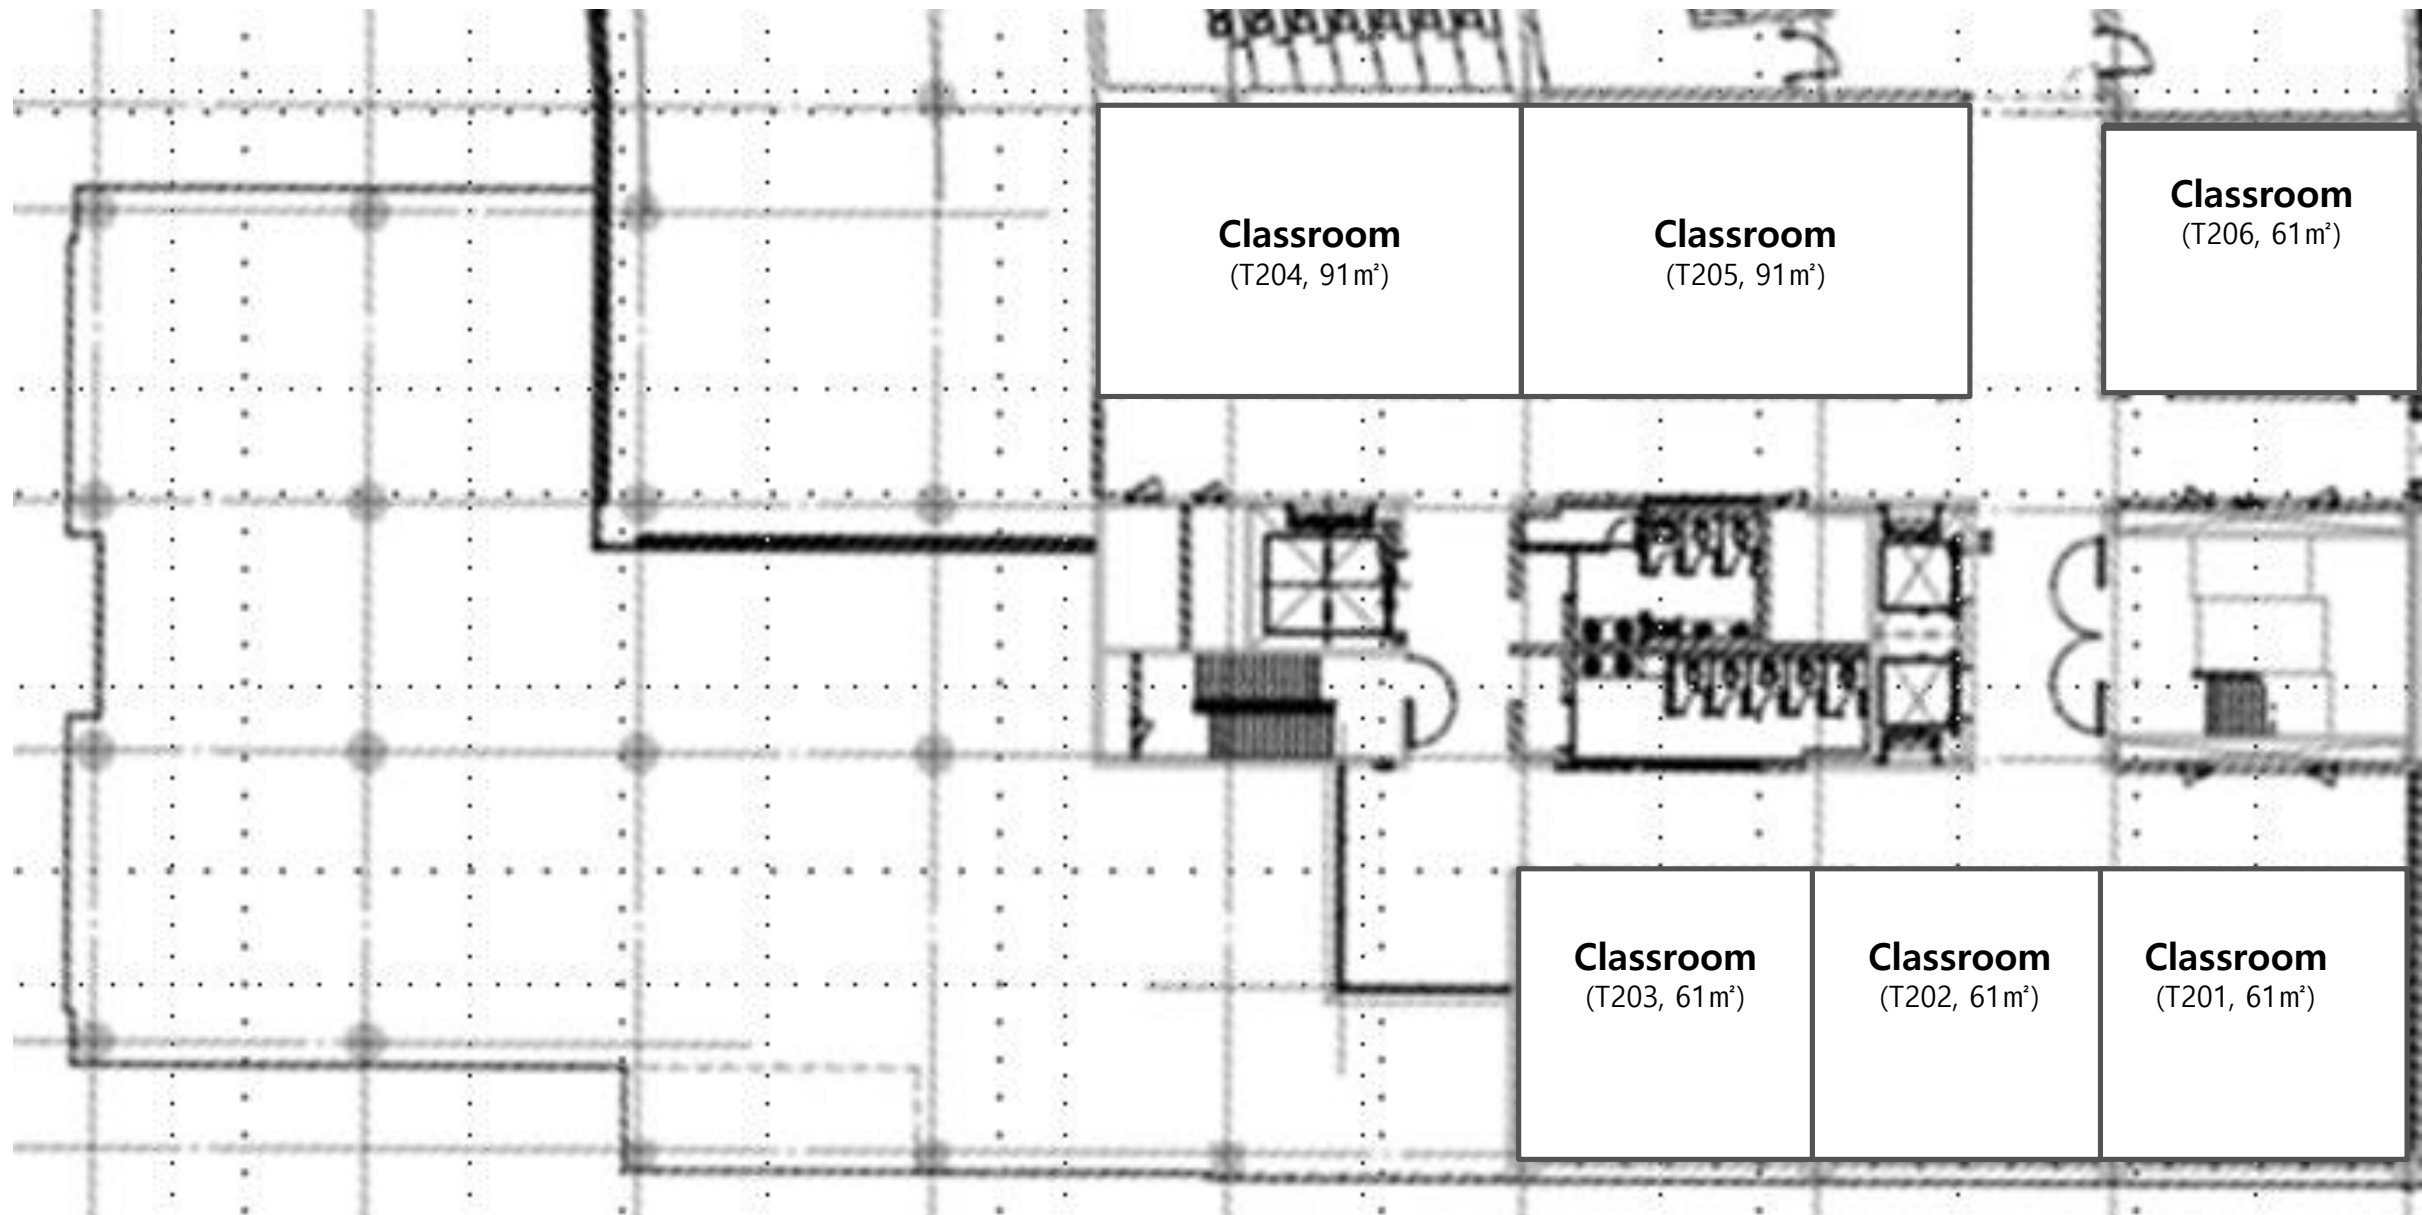 Classroom
(T204, 91㎡)
Classroom
(T205, 91㎡)
Classroom
(T206, 61㎡)
Classroom
(T203, 61㎡)
Classroom
(T202, 61㎡)
Classroom
(T201, 61㎡)